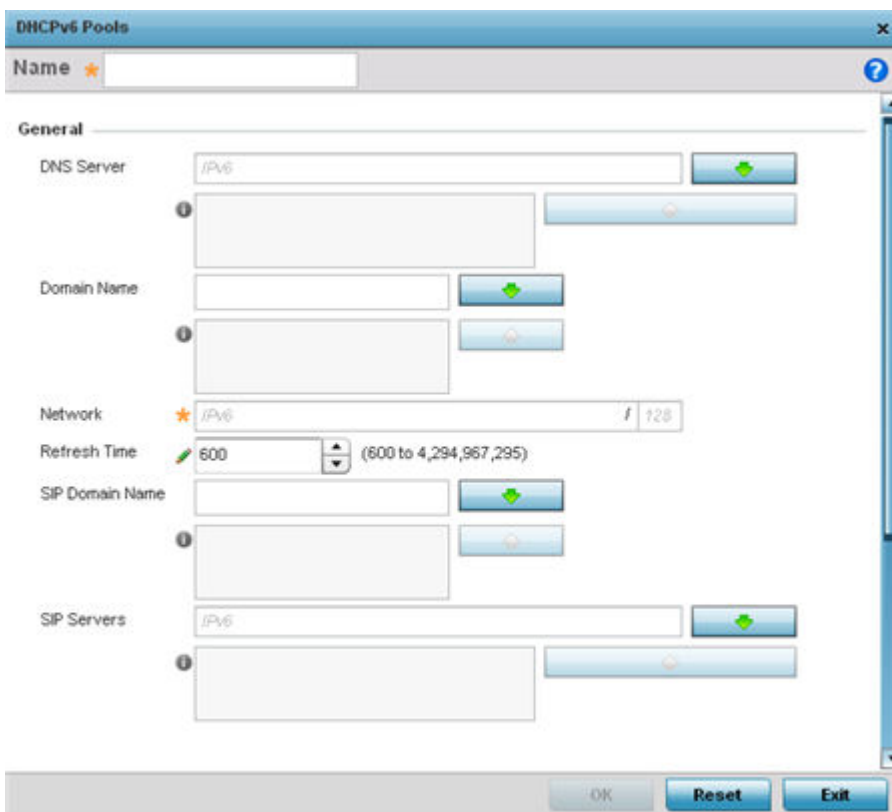 DHCPv6 Pools
Name
General
DNS Server IPv6
Domain Name
Network IPv6 / 128
Refresh Time 600 (600 to 4,294,967,295)
SIP Domain Name
SIP Servers IPv6
OK Reset Exit